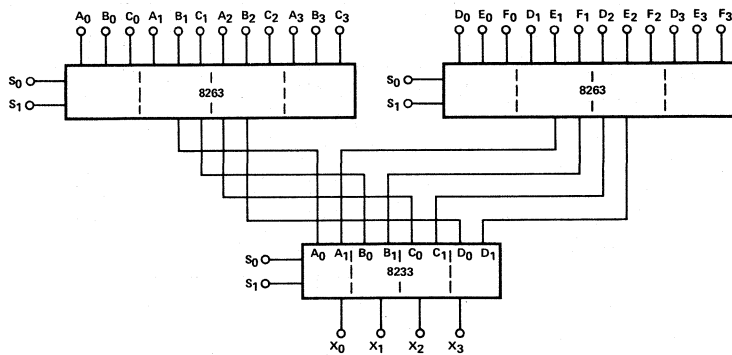 A0 B0 C0 A1 B1 C1 A2 B2 C2 A3 B3 C3
D0 E0 F0 D1 E1 F1 D2 E2 F2 D3 E3 F3
S0
S1
8263
S0
S1
8263
A0 A1 B0 B1 C0 C1 D0 D1
S0
S1
8233
X0 X1 X2 X3